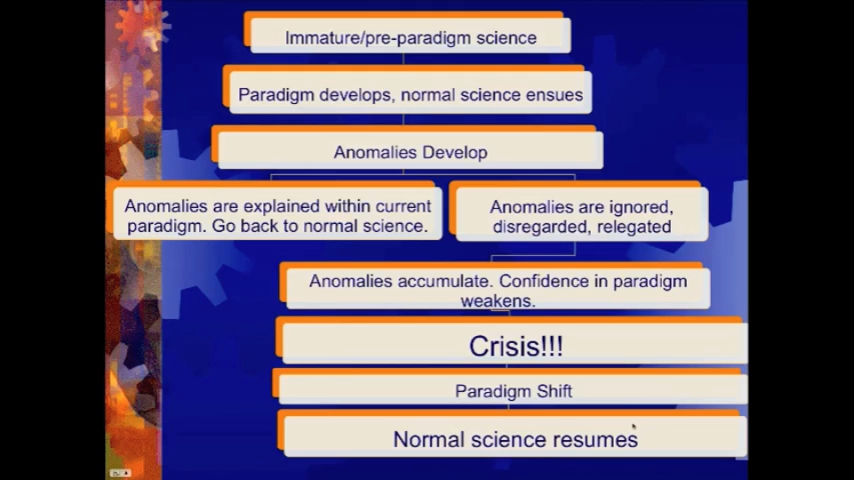 Immature/pre-paradigm science
Paradigm develops, normal science ensues
Anomalies Develop
Anomalies are explained within current
paradigm. Go back to normal science.
Anomalies are ignored,
disregarded, relegated
Anomalies accumulate. Confidence in paradigm
weakens.
Crisis!!!
Paradigm Shift
Normal science resumes